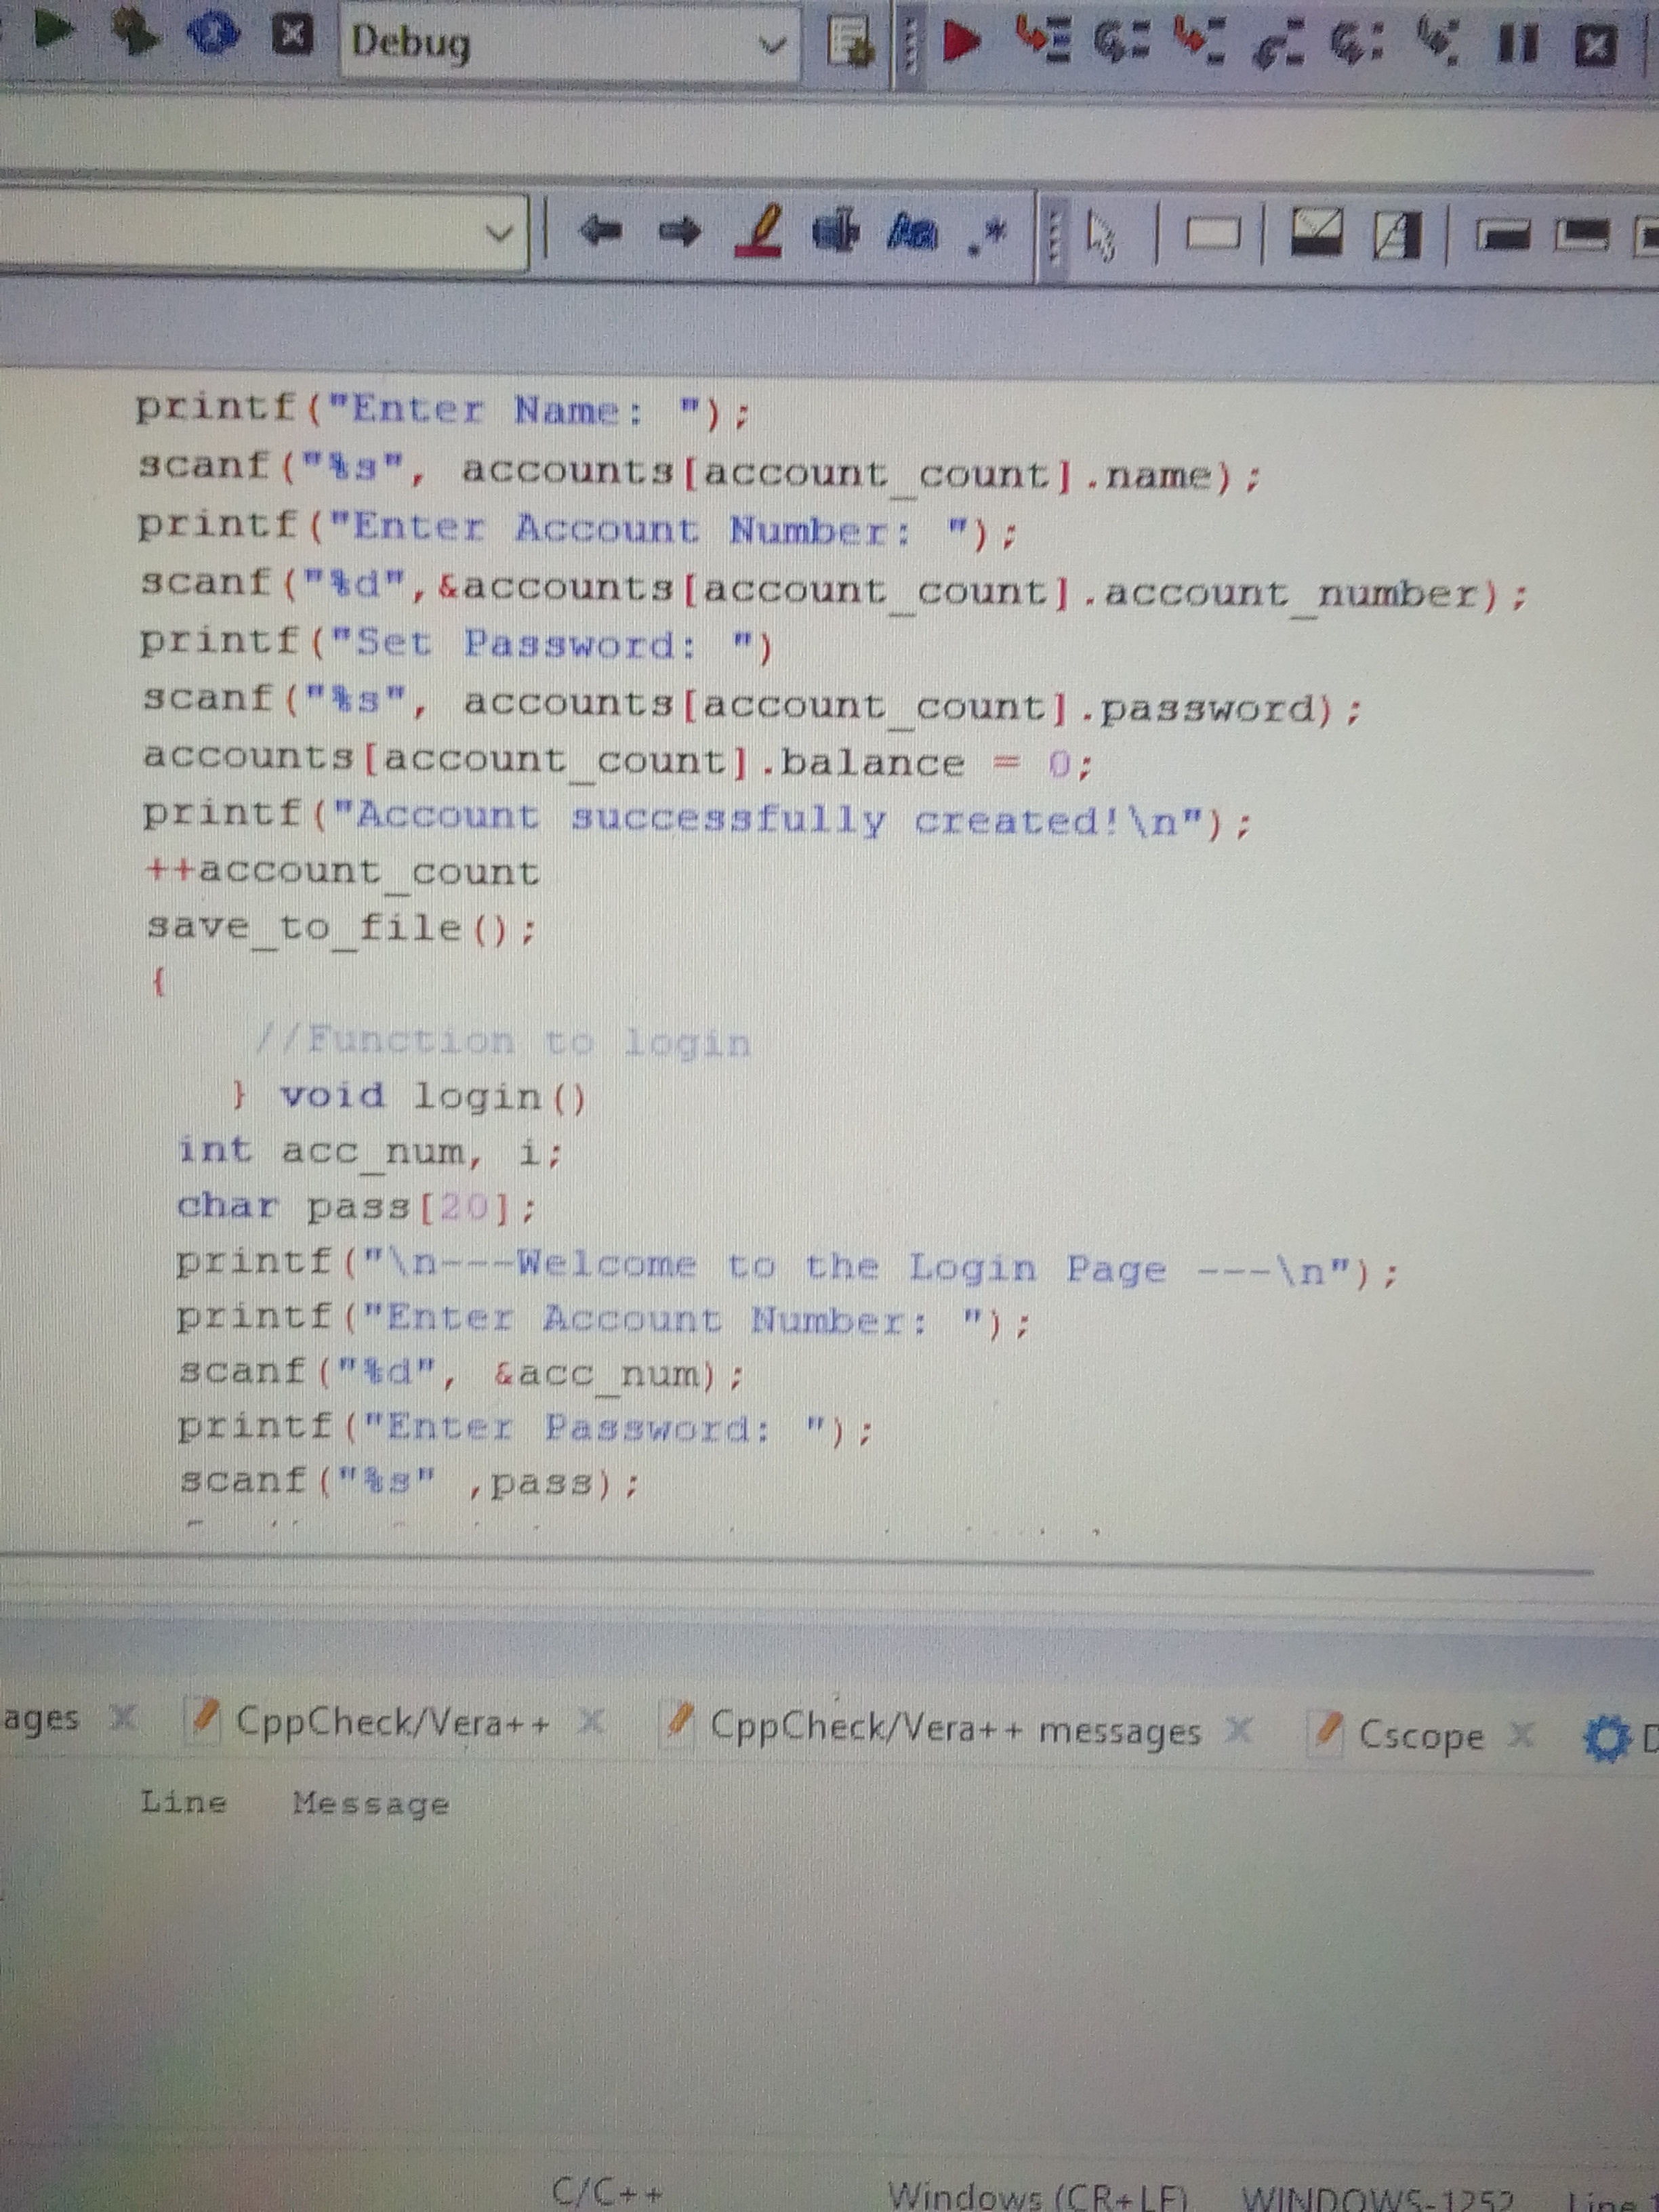 Debug
printf("Enter Name: ");
scanf("%s", accounts[account_count].name);
printf("Enter Account Number: ");
scanf("%d",&accounts[account_count].account_number);
printf("Set Password: ")
scanf("%s", accounts[account_count].password);
accounts[account_count].balance = 0;
printf("Account successfully created!\n");
++account_count
save_to_file();
{
//Function to login
} void login()
int acc_num, i;
char pass[20];
printf("\n---Welcome to the Login Page ---\n");
printf("Enter Account Number: ");
scanf("%d", &acc_num);
printf("Enter Password: ");
scanf("%s" ,pass);
ages CppCheck/Vera++ CppCheck/Vera++ messages Cscope D
Line Message
C/C++ Windows (CR+LF) WINDOWS-1252 Line